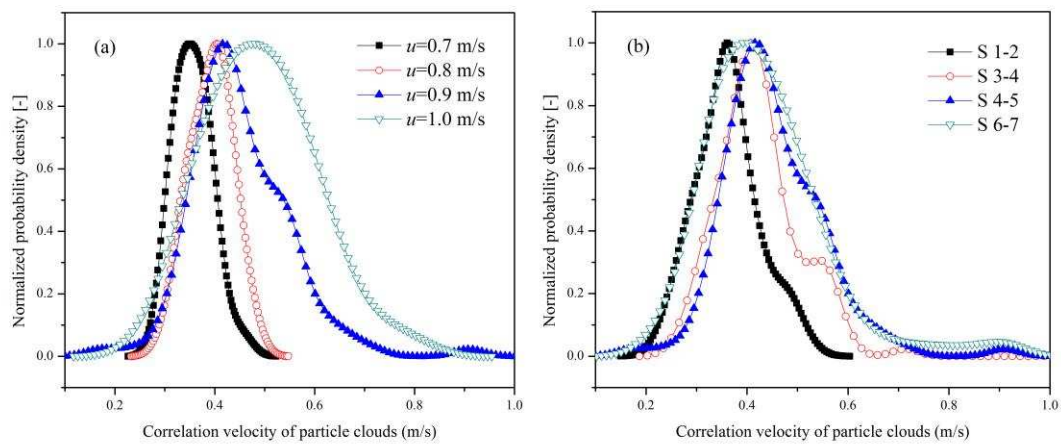 (a)
u=0.7 m/s
u=0.8 m/s
u=0.9 m/s
u=1.0 m/s
Normalized probability density [-]
1.0
0.8
0.6
0.4
0.2
0.0
0.2 0.4 0.6 0.8 1.0
Correlation velocity of particle clouds (m/s)
(b)
S 1-2
S 3-4
S 4-5
S 6-7
Normalized probability density [-]
1.0
0.8
0.6
0.4
0.2
0.0
0.2 0.4 0.6 0.8 1.0
Correlation velocity of particle clouds (m/s)